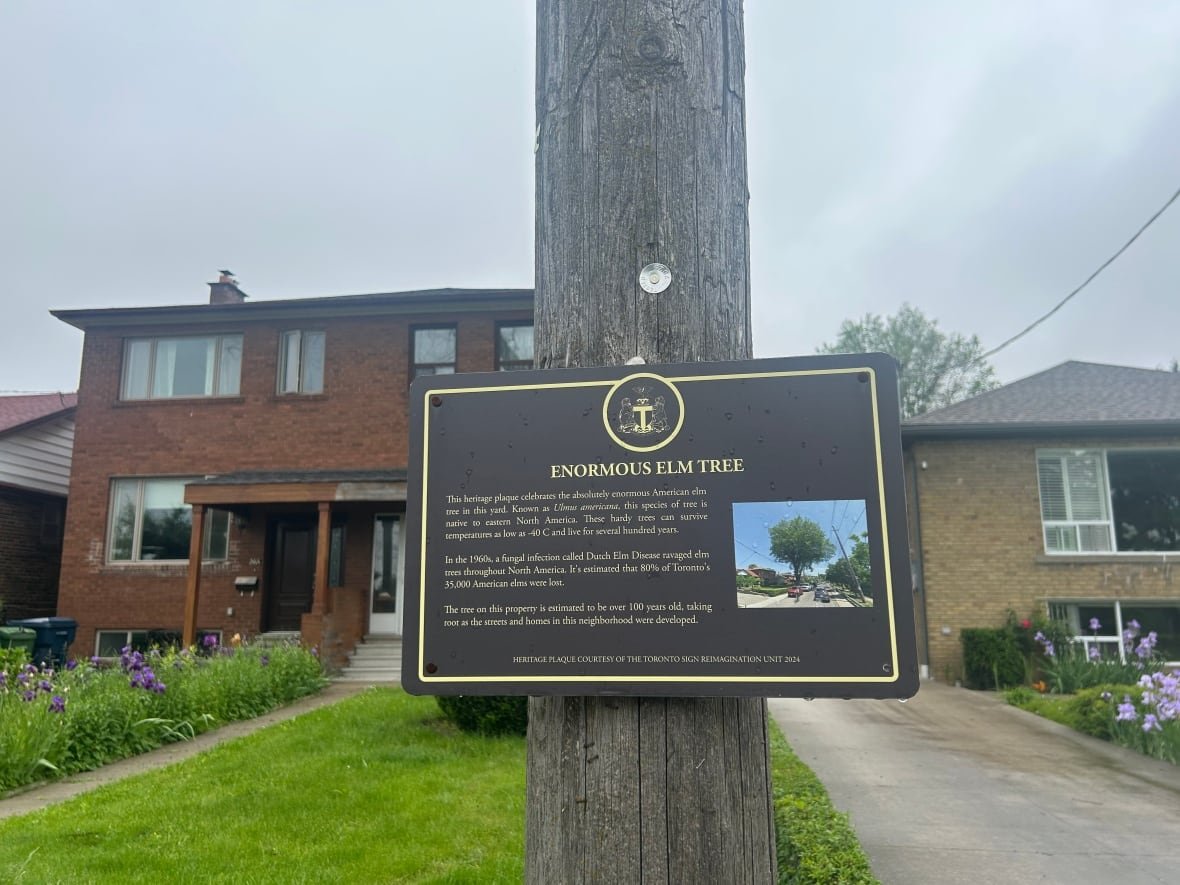 T
ENORMOUS ELM TREE
This heritage plaque celebrates the absolutely enormous American elm
tree in this yard. Known as Ulmus americana, this species of tree is
native to eastern North America. These hardy trees can survive
temperatures as low as -40 C and live for several hundred years.
In the 1960s, a fungal infection called Dutch Elm Disease ravaged elm
trees throughout North America. It's estimated that 80% of Toronto's
35,000 American elms were lost.
The tree on this property is estimated to be over 100 years old, taking
root as the streets and homes in this neighborhood were developed.
HERITAGE PLAQUE COURTESY OF THE TORONTO SIGN REIMAGINATION UNIT 2024